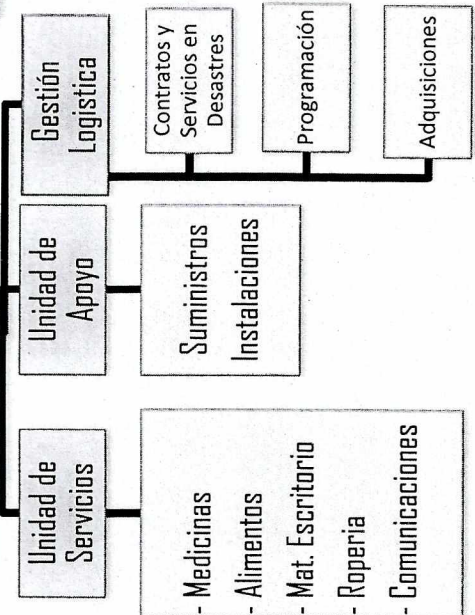 Unidad de
Servicios
- Medicinas
- Alimentos
- Mat. Escritorio
- Roperia
- Comunicaciones
Unidad de
Apoyo
Suministros
Instalaciones
Gestión
Logistica
Contratos y
Servicios en
Desastres
Programación
Adquisiciones